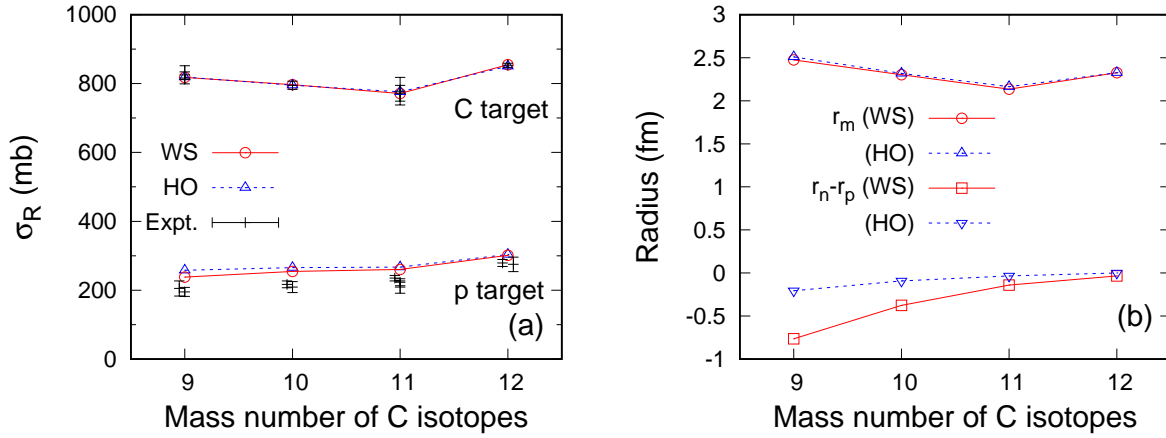 1000
800
600
400
200
0
σR (mb)
C target
WS
HO
Expt.
p target
(a)
9 10 11 12
Mass number of C isotopes
3
2.5
2
1.5
1
0.5
0
-0.5
-1
Radius (fm)
rm (WS)
(HO)
rn-rp (WS)
(HO)
(b)
9 10 11 12
Mass number of C isotopes